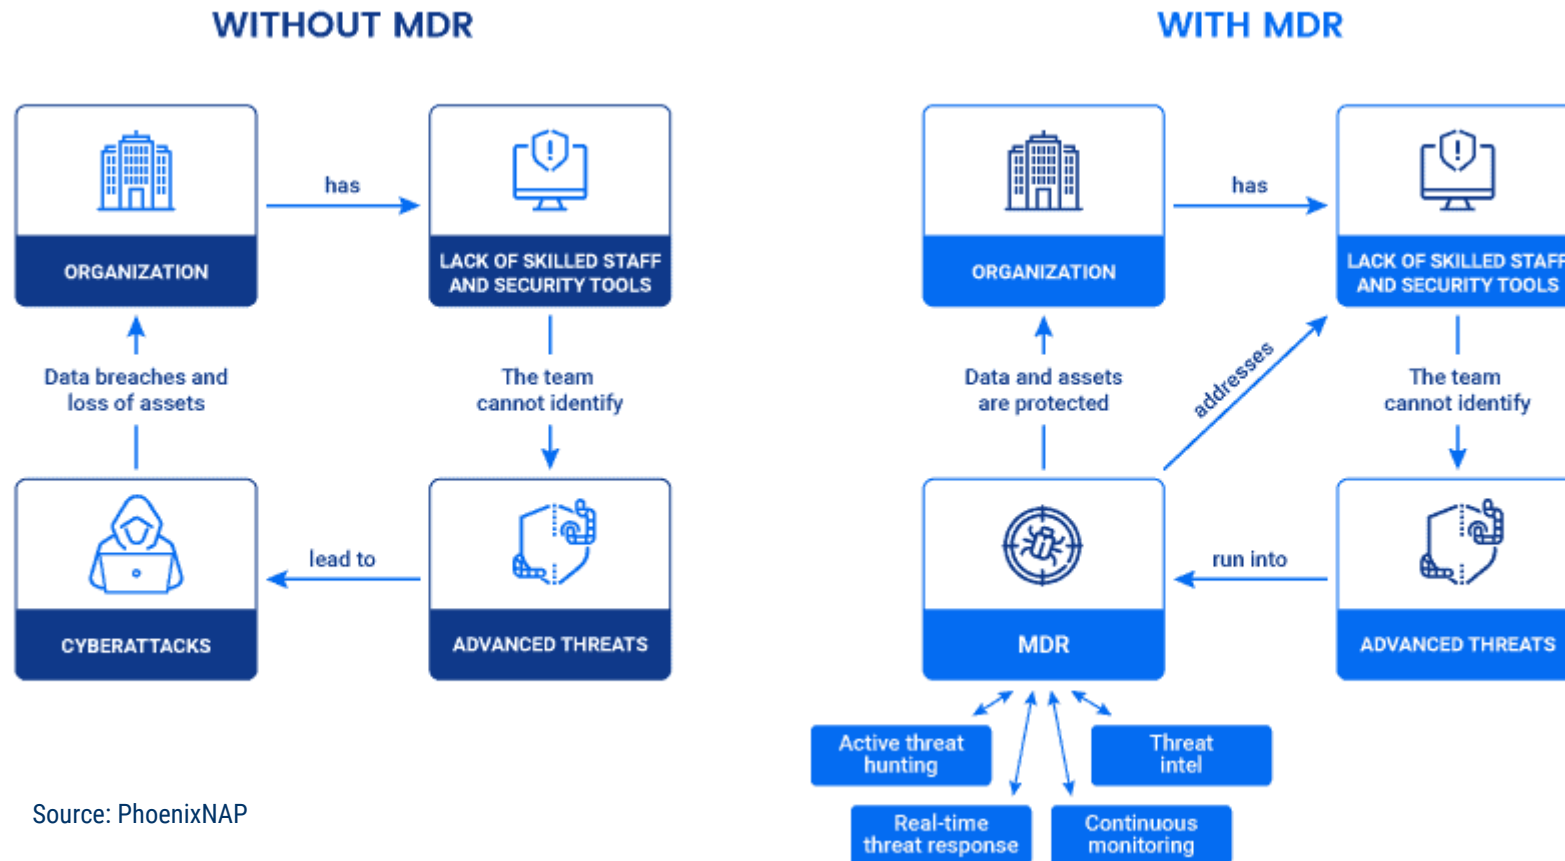 WITHOUT MDR
ORGANIZATION
has
LACK OF SKILLED STAFF
AND SECURITY TOOLS
Data breaches and
loss of assets
The team
cannot identify
CYBERATTACKS
lead to
ADVANCED THREATS
Source: PhoenixNAP
WITH MDR
ORGANIZATION
has
LACK OF SKILLED STAFF
AND SECURITY TOOLS
Data and assets
are protected
addresses
The team
cannot identify
MDR
run into
ADVANCED THREATS
Active threat
hunting
Threat
intel
Real-time
threat response
Continuous
monitoring